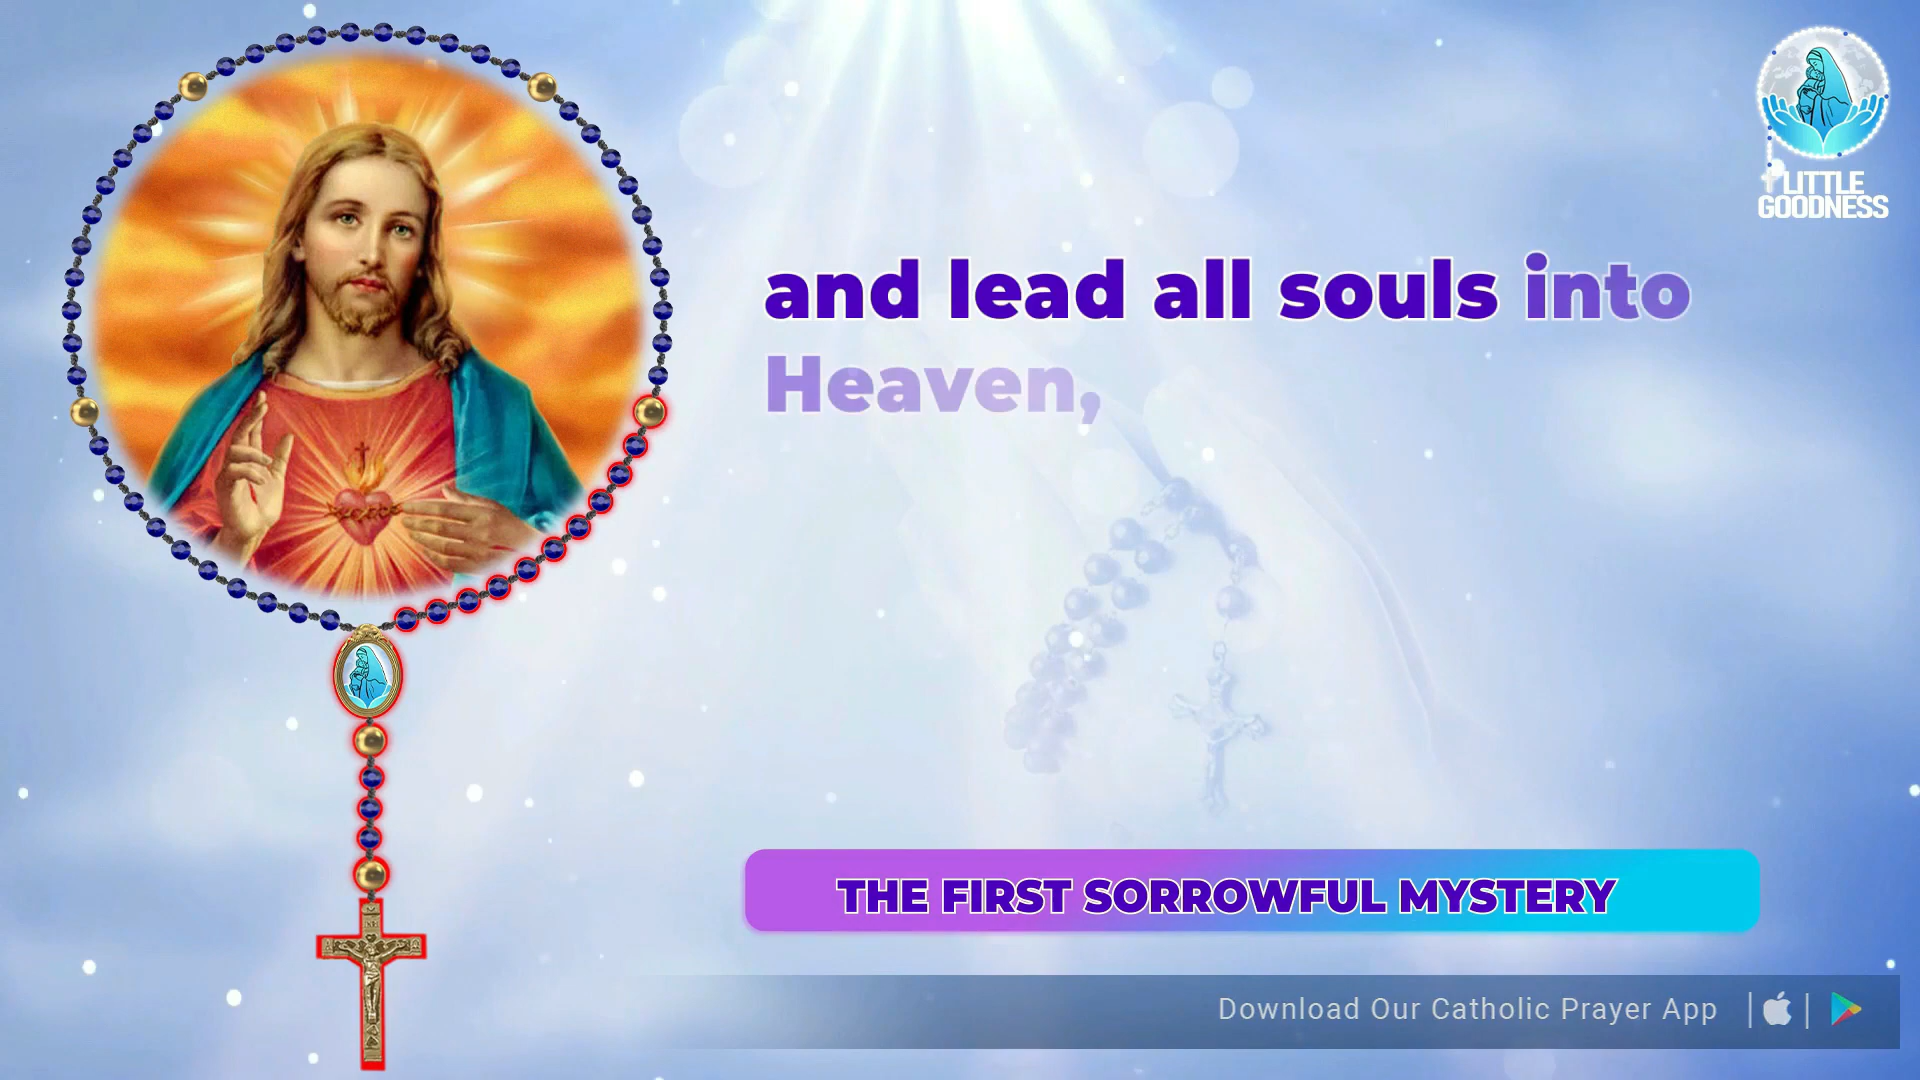 LITTLE
GOODNESS
and lead all souls into
Heaven,
THE FIRST SORROWFUL MYSTERY
Download Our Catholic Prayer App